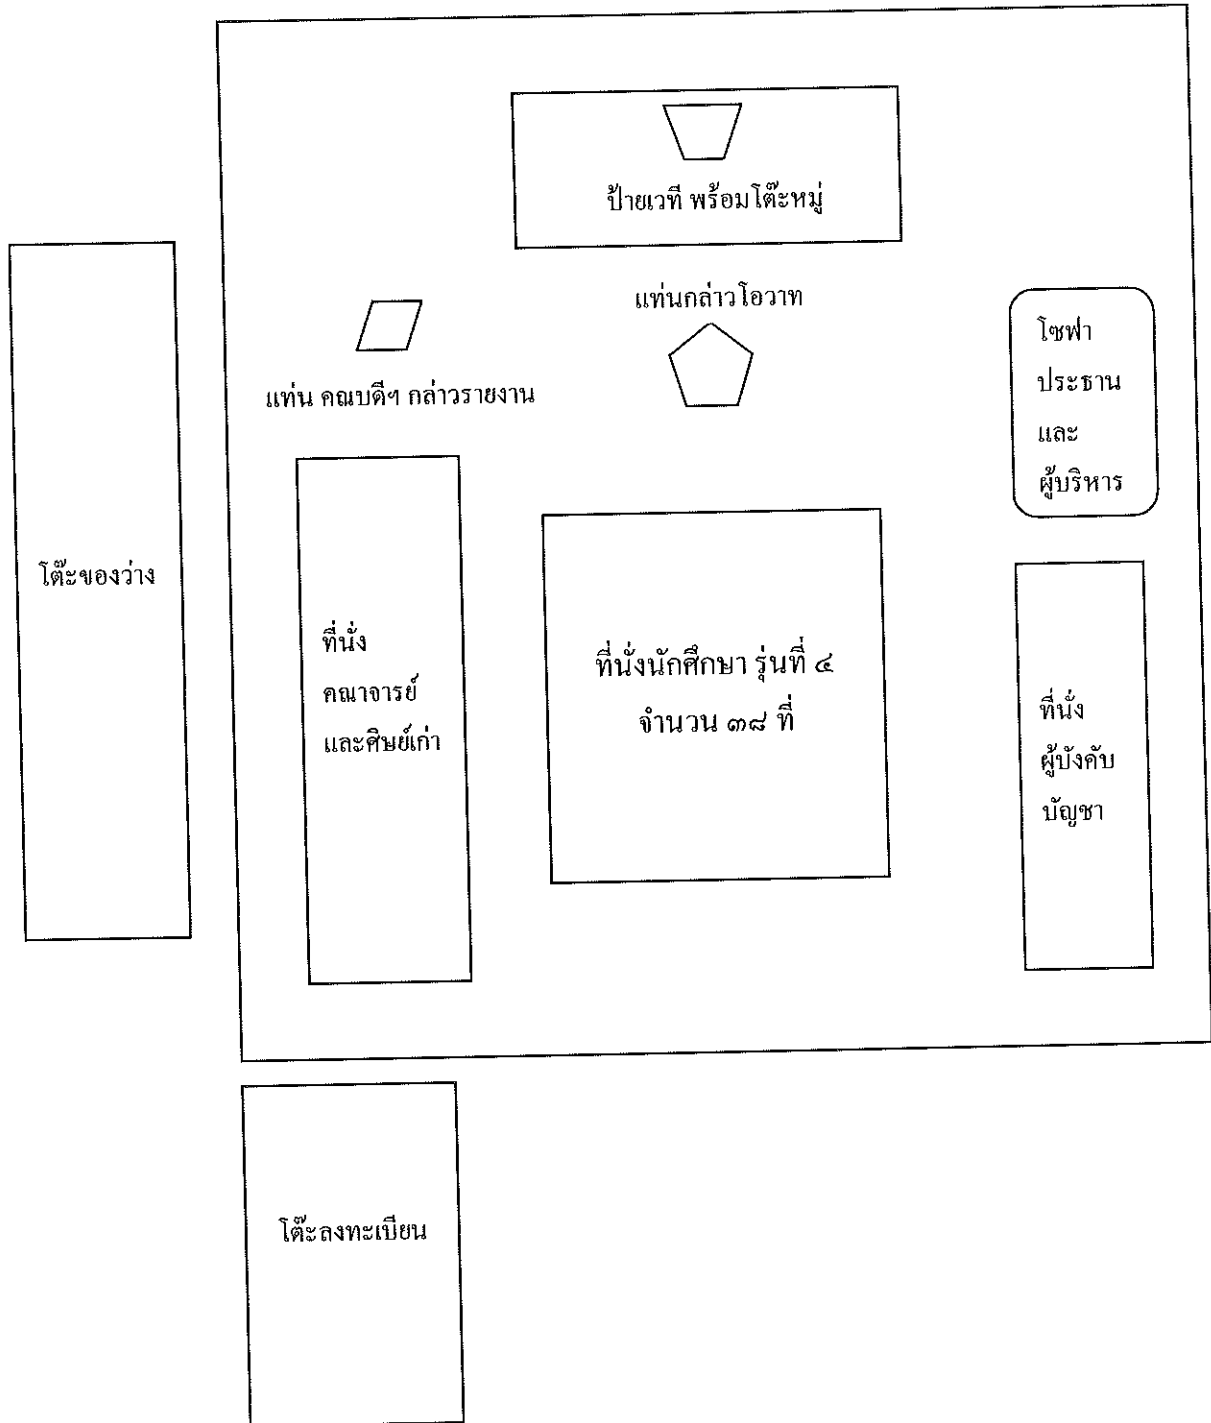 ป้ายเวที พร้อมโต๊ะหมู่
แท่นกล่าวโอวาท
แท่น คณบดีฯ กล่าวรายงาน
โซฟา
ประธาน
และ
ผู้บริหาร
โต๊ะของว่าง
ที่นั่ง
คณาจารย์
และศิษย์เก่า
ที่นั่งนักศึกษา รุ่นที่ ๔
จำนวน ๓๘ ที่
ที่นั่ง
ผู้บังคับ
บัญชา
โต๊ะลงทะเบียน